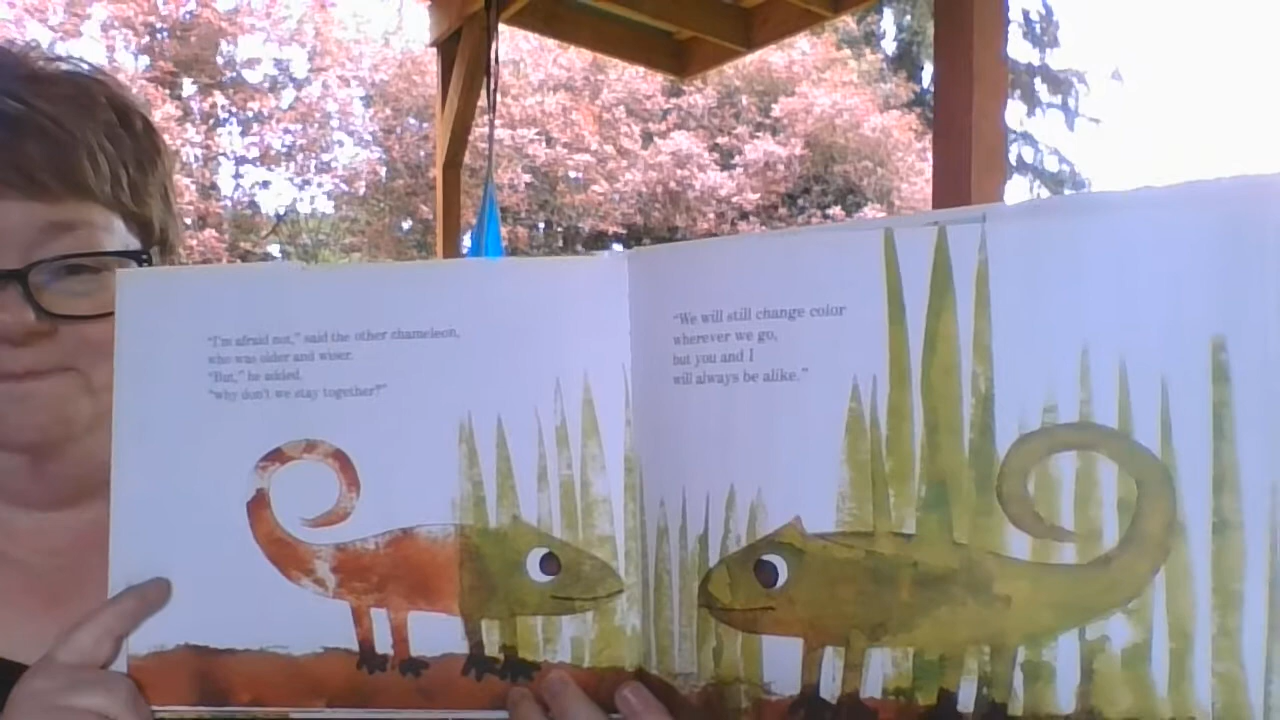 "I'm afraid not," said the other chameleon,
who was older and wiser.
"But," he added,
"why don't we stay together?"
"We will still change color
wherever we go,
but you and I
will always be alike."